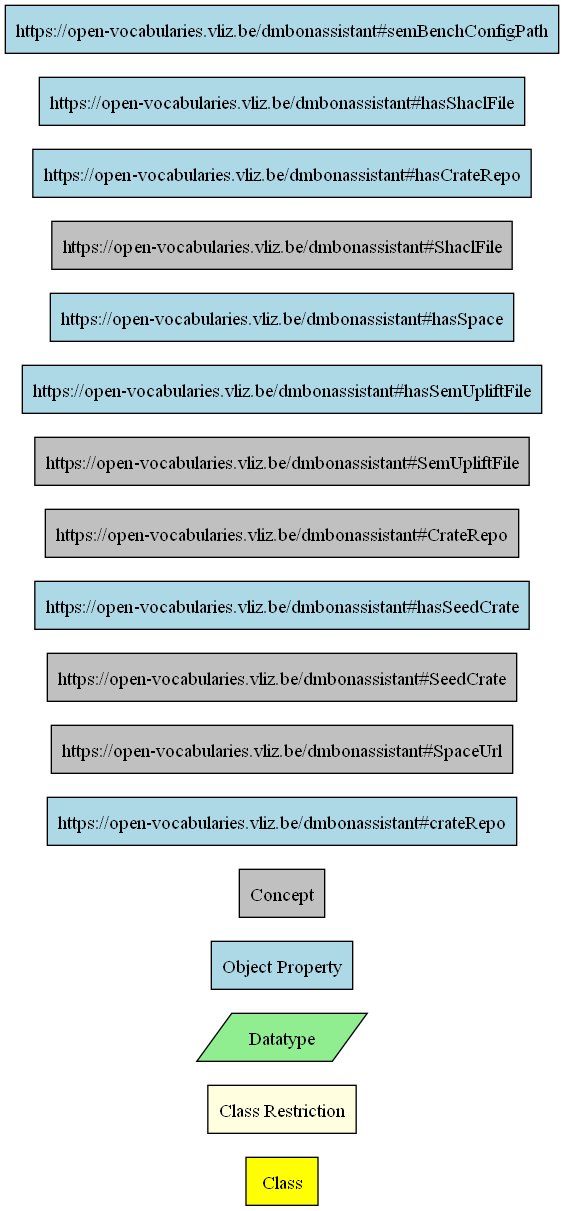 https://open-vocabularies.vliz.be/dmbonassistant#semBenchConfigPath
https://open-vocabularies.vliz.be/dmbonassistant#hasShaclFile
https://open-vocabularies.vliz.be/dmbonassistant#hasCrateRepo
https://open-vocabularies.vliz.be/dmbonassistant#ShaclFile
https://open-vocabularies.vliz.be/dmbonassistant#hasSpace
https://open-vocabularies.vliz.be/dmbonassistant#hasSemUpliftFile
https://open-vocabularies.vliz.be/dmbonassistant#SemUpliftFile
https://open-vocabularies.vliz.be/dmbonassistant#CrateRepo
https://open-vocabularies.vliz.be/dmbonassistant#hasSeedCrate
https://open-vocabularies.vliz.be/dmbonassistant#SeedCrate
https://open-vocabularies.vliz.be/dmbonassistant#SpaceUrl
https://open-vocabularies.vliz.be/dmbonassistant#crateRepo
Concept
Object Property
Datatype
Class Restriction
Class